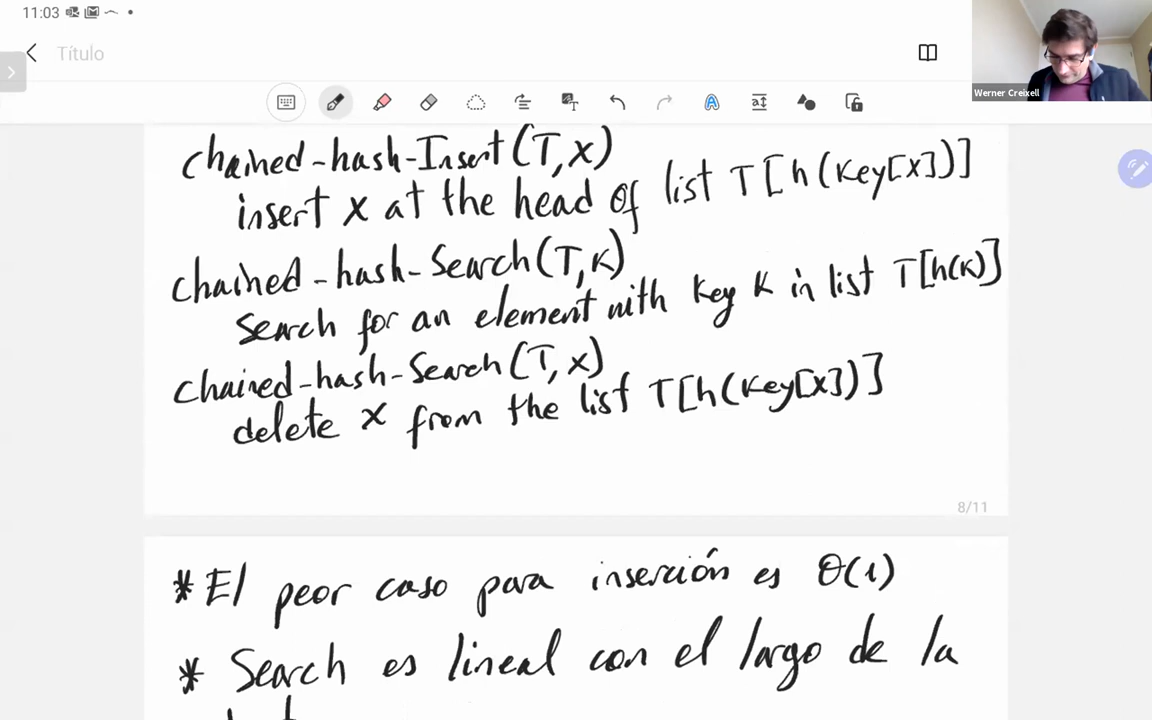 11:03
Título
Werner Creixell
chained-hash-Insert(T,x)
insert x at the head of list T[h(key[x])]
chained-hash-Search(T,K)
Search for an element with key K in list T[h(K)]
chained-hash-Search(T,x)
delete x from the list T[h(key[x])]
8/11
* El peor caso para inserción es θ(1)
* Search es lineal con el largo de la